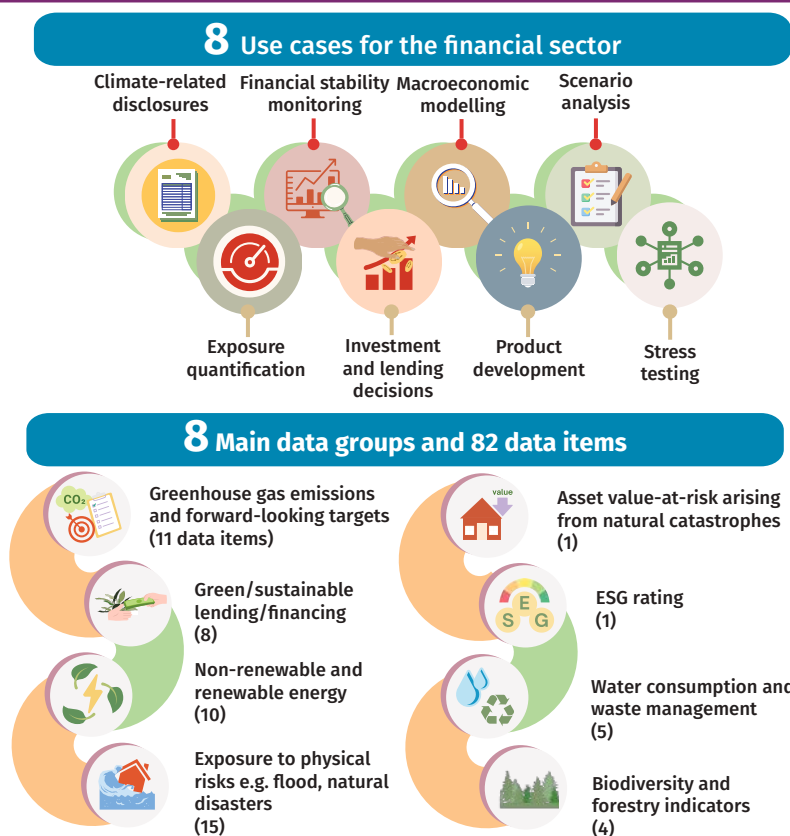 8 Use cases for the financial sector
Climate-related
disclosures
Financial stability
monitoring
Macroeconomic
modelling
Scenario
analysis
Exposure
quantification
Investment
and lending
decisions
Product
development
Stress
testing
8 Main data groups and 82 data items
CO₂
Greenhouse gas emissions
and forward-looking targets
(11 data items)
Green/sustainable
lending/financing
(8)
Non-renewable and
renewable energy
(10)
Exposure to physical
risks e.g. flood, natural
disasters
(15)
value
Asset value-at-risk arising
from natural catastrophes
(1)
E
S G
ESG rating
(1)
Water consumption and
waste management
(5)
Biodiversity and
forestry indicators
(4)